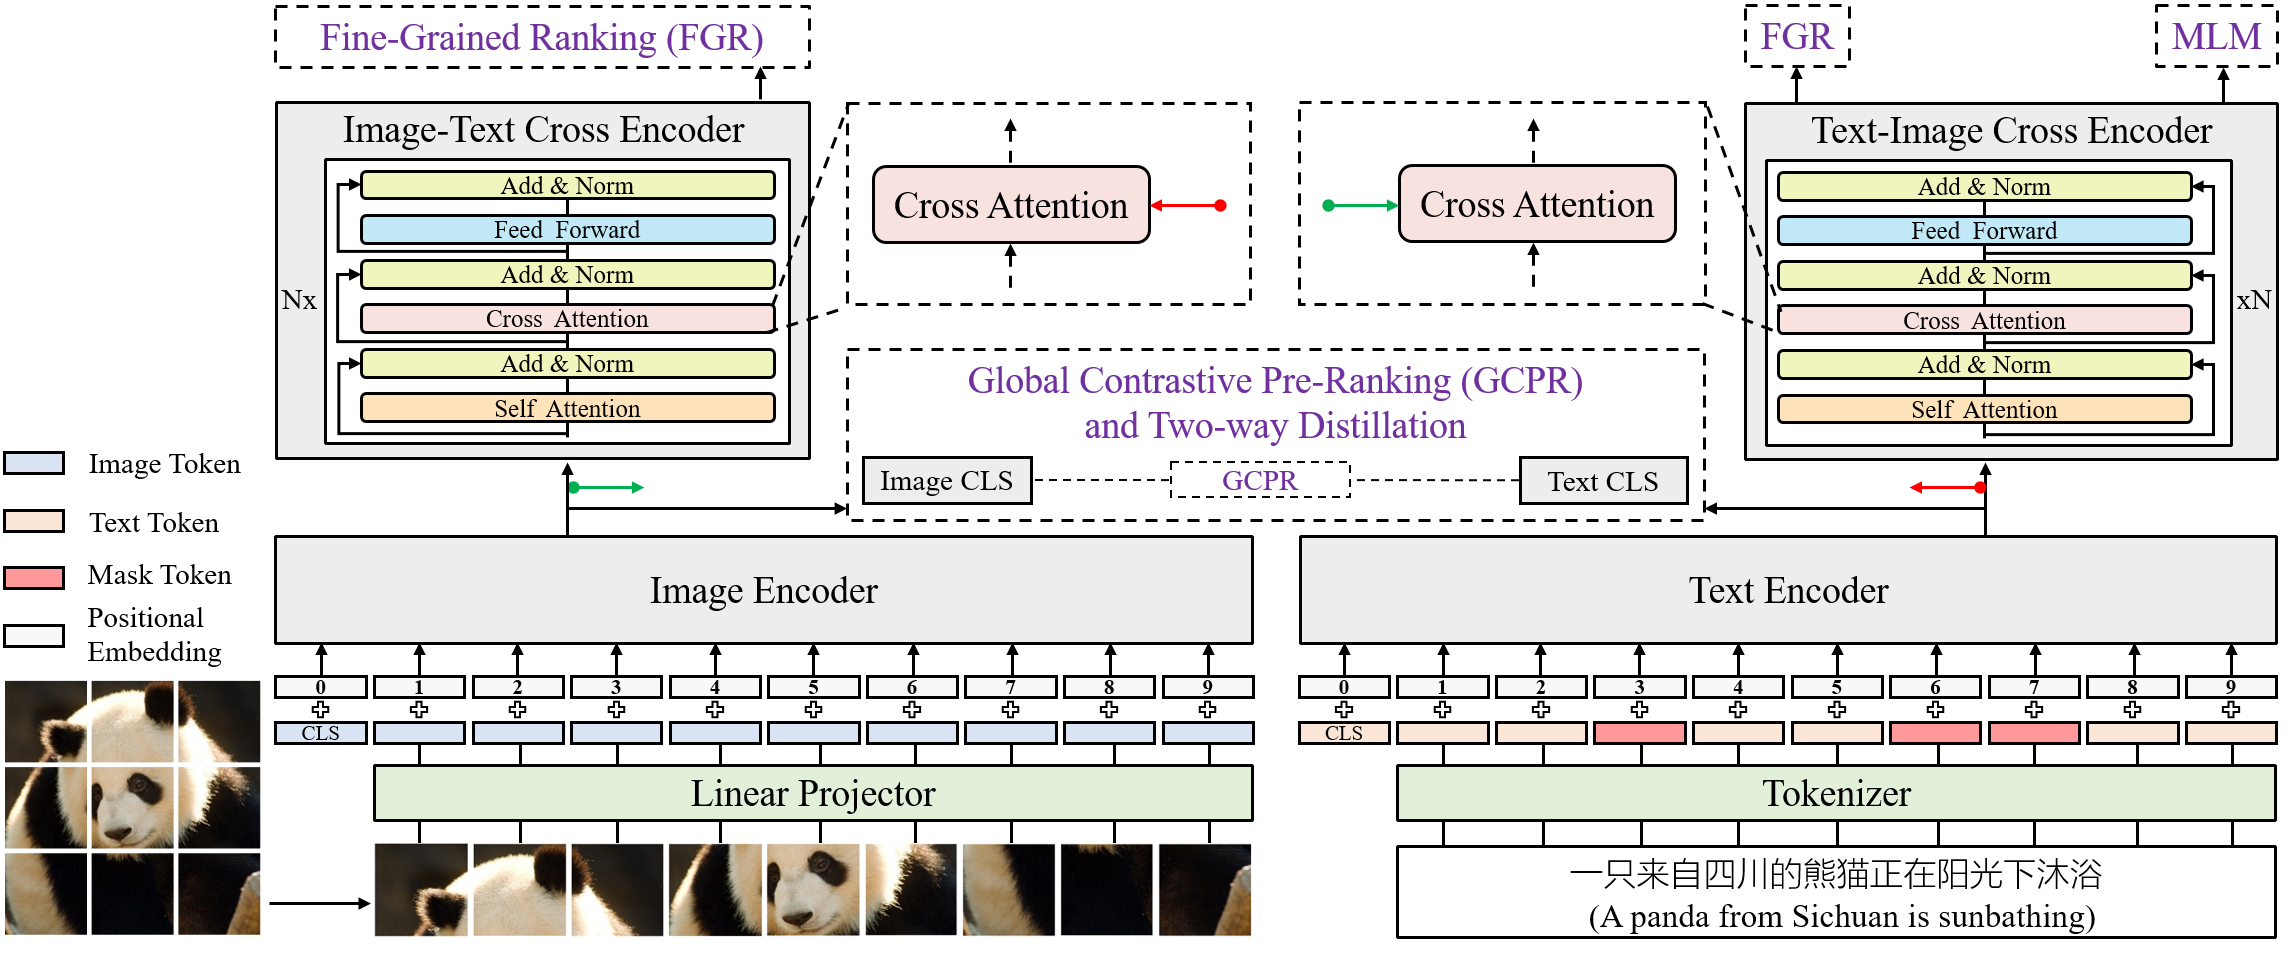 Fine-Grained Ranking (FGR)
FGR
MLM
Image-Text Cross Encoder
Add & Norm
Feed Forward
Add & Norm
Cross Attention
Add & Norm
Self Attention
Nx
Cross Attention
Cross Attention
Text-Image Cross Encoder
Add & Norm
Feed Forward
Add & Norm
Cross Attention
Add & Norm
Self Attention
xN
Global Contrastive Pre-Ranking (GCPR)
and Two-way Distillation
Image CLS
GCPR
Text CLS
Image Token
Text Token
Mask Token
Positional
Embedding
Image Encoder
Text Encoder
0 1 2 3 4 5 6 7 8 9
0 1 2 3 4 5 6 7 8 9
CLS
CLS
Linear Projector
Tokenizer
一只来自四川的熊猫正在阳光下沐浴
(A panda from Sichuan is sunbathing)